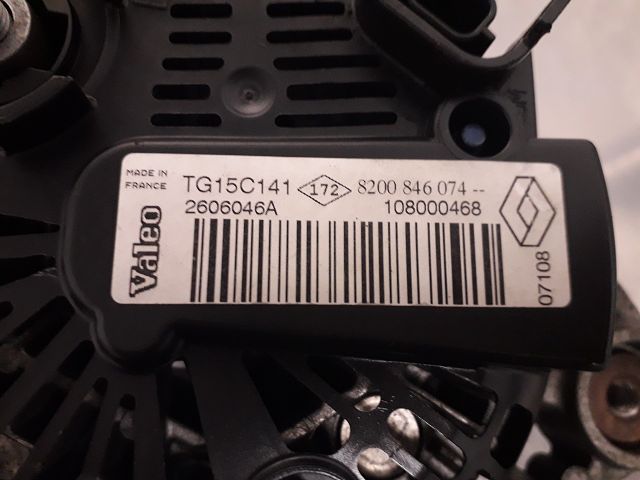 MADE IN
FRANCE
TG15C141 172 8200 846 074 --
2606046A 108000468
Valeo
07108